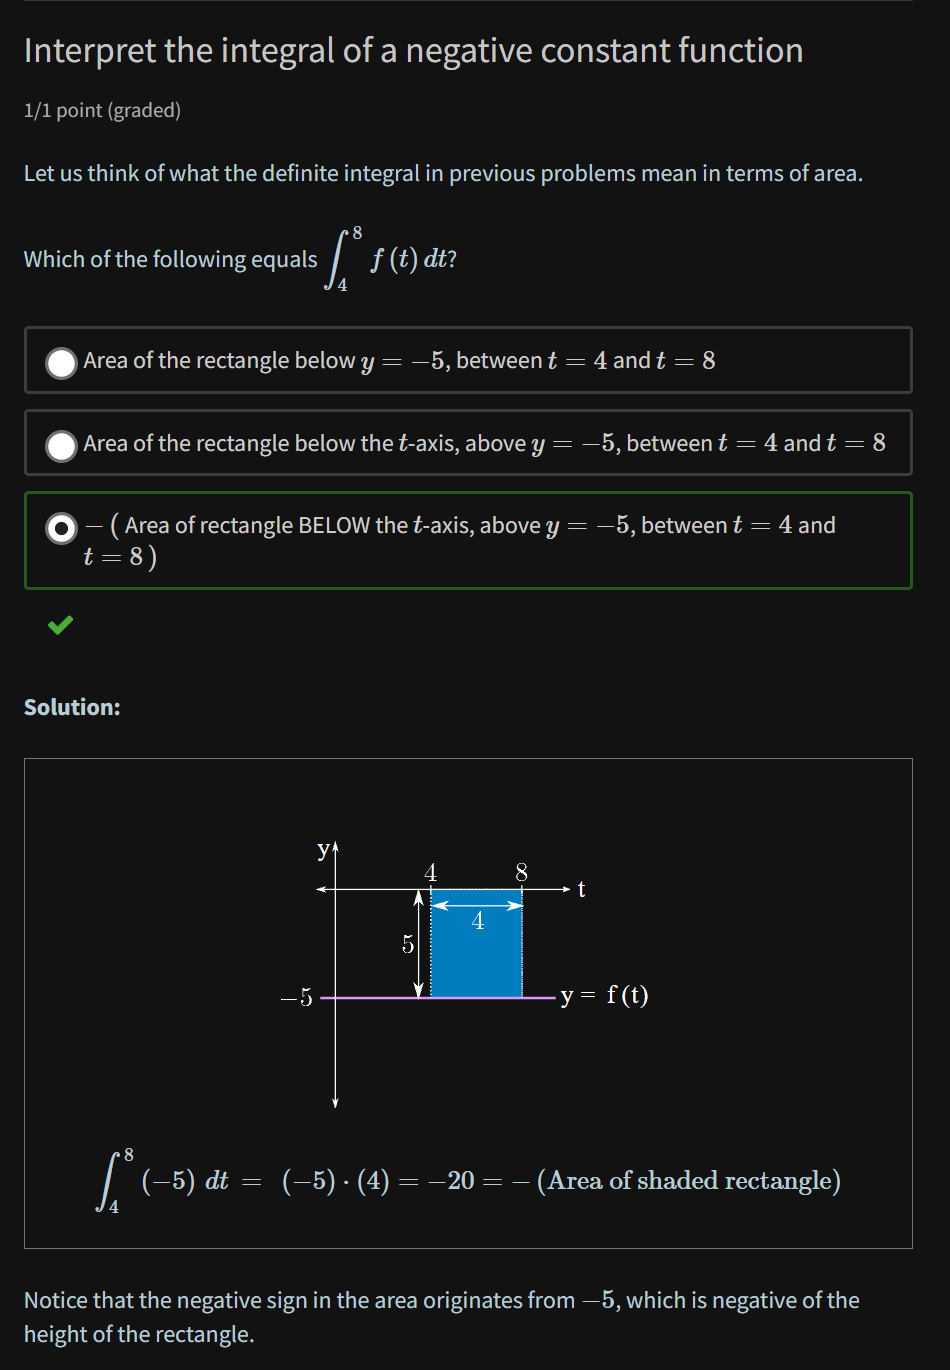 Interpret the integral of a negative constant function
1/1 point (graded)
Let us think of what the definite integral in previous problems mean in terms of area.
Which of the following equals ∫₄⁸ f (t) dt?
Area of the rectangle below y = −5, between t = 4 and t = 8
Area of the rectangle below the t-axis, above y = −5, between t = 4 and t = 8
− ( Area of rectangle BELOW the t-axis, above y = −5, between t = 4 and
t = 8 )
Solution:
y
4 8
t
4
5
−5
y = f (t)
∫₄⁸ (−5) dt = (−5) · (4) = −20 = − (Area of shaded rectangle)
Notice that the negative sign in the area originates from −5, which is negative of the
height of the rectangle.